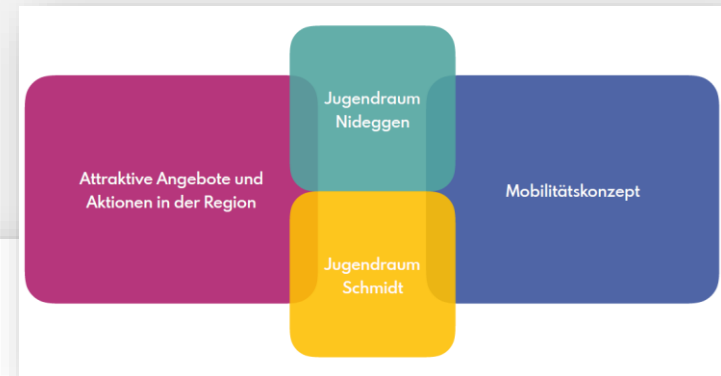 Jugendraum
Nideggen
Attraktive Angebote und
Aktionen in der Region
Mobilitätskonzept
Jugendraum
Schmidt